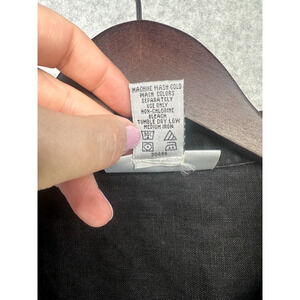 MACHINE WASH COLD
WASH COLORS
SEPARATELY
USE ONLY
NON-CHLORINE
BLEACH
TUMBLE DRY LOW
MEDIUM IRON